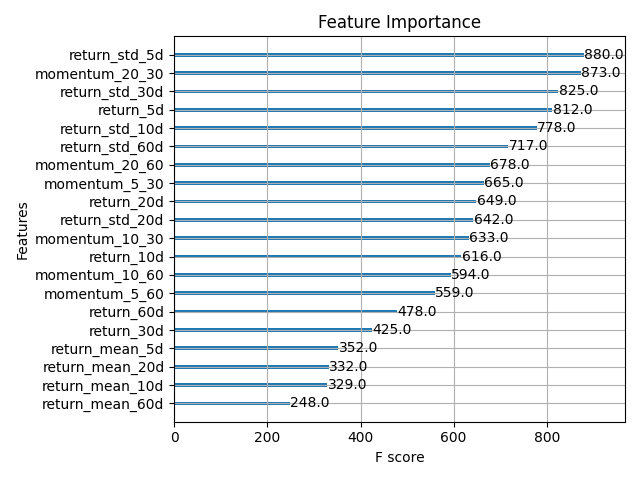 Feature Importance
return_std_5d 880.0
momentum_20_30 873.0
return_std_30d 825.0
return_5d 812.0
return_std_10d 778.0
return_std_60d 717.0
momentum_20_60 678.0
momentum_5_30 665.0
return_20d 649.0
return_std_20d 642.0
momentum_10_30 633.0
return_10d 616.0
momentum_10_60 594.0
momentum_5_60 559.0
return_60d 478.0
return_30d 425.0
return_mean_5d 352.0
return_mean_20d 332.0
return_mean_10d 329.0
return_mean_60d 248.0
Features
0 200 400 600 800
F score